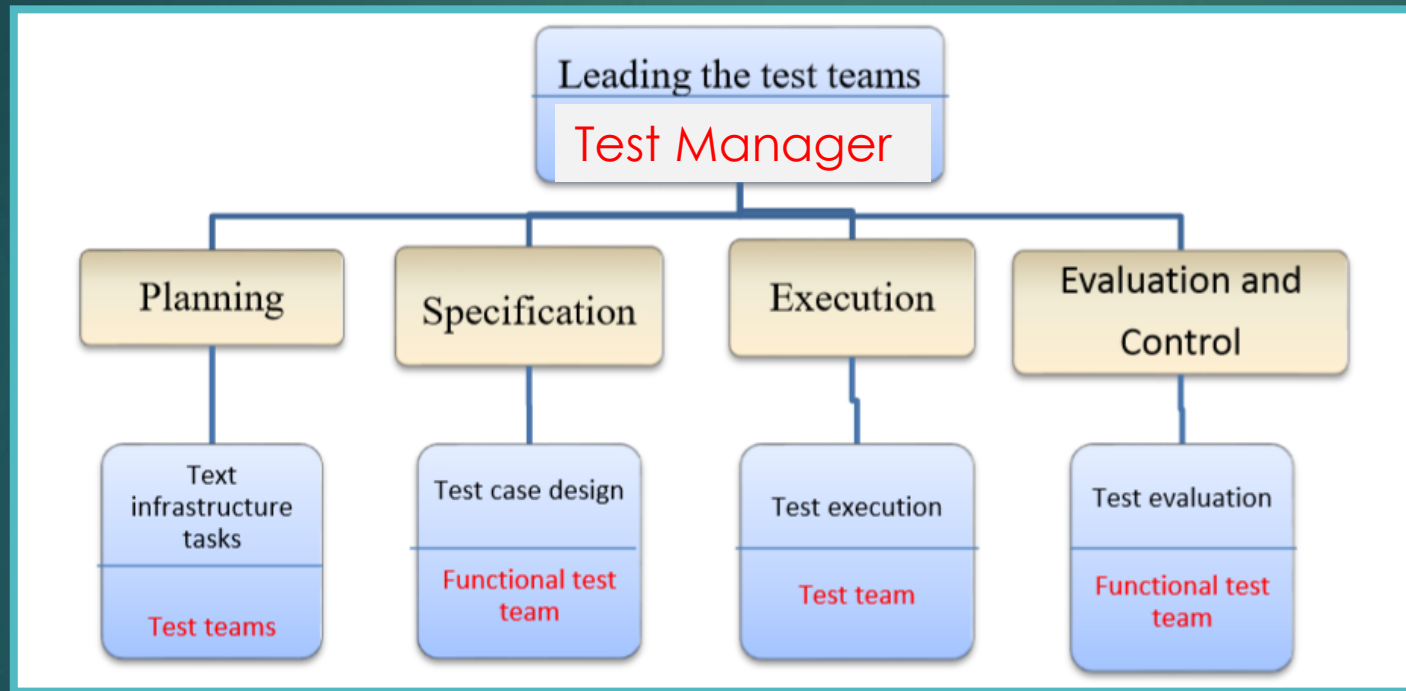 Leading the test teams
Test Manager
Planning
Specification
Execution
Evaluation and
Control
Text
infrastructure
tasks
Test teams
Test case design
Functional test
team
Test execution
Test team
Test evaluation
Functional test
team